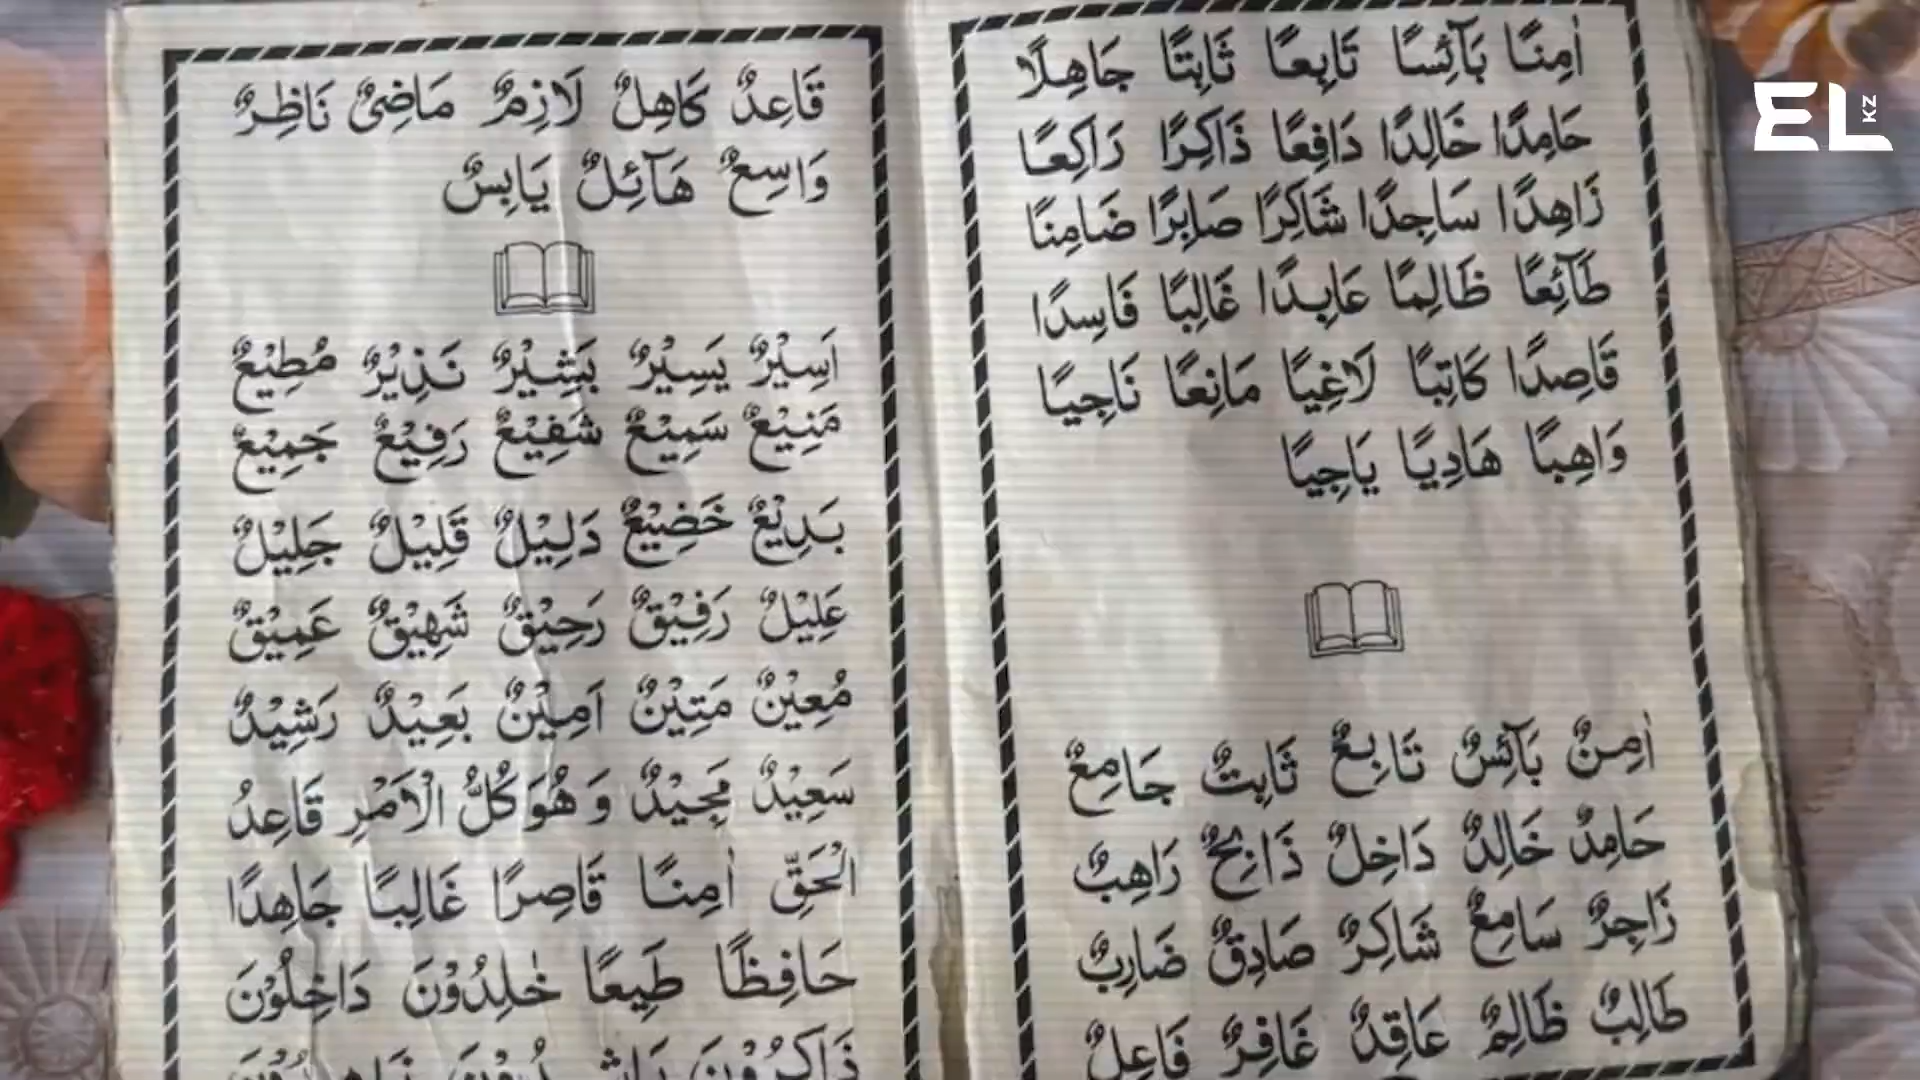 اٰمِنًا بَآئِسًا تَابِعًا ثَابِتًا جَاهِلًا
حَامِدًا خَالِدًا دَافِعًا ذَاكِرًا رَاكِعًا
زَاهِدًا سَاجِدًا شَاكِرًا صَابِرًا ضَامِنًا
طَآئِعًا ظَالِمًا عَابِدًا غَالِبًا فَاسِدًا
قَاصِدًا كَاتِبًا لَاغِيًا مَانِعًا نَاجِيًا
وَاهِبًا هَادِيًا يَاجِيًا
اٰمِنٌ بَآئِسٌ تَابِعٌ ثَابِتٌ جَامِعٌ
حَامِدٌ خَالِدٌ دَاخِلٌ ذَابِحٌ رَاهِبٌ
زَاجِرٌ سَامِعٌ شَاكِرٌ صَادِقٌ ضَارِبٌ
طَالِبٌ ظَالِمٌ عَاقِدٌ غَافِرٌ فَاعِلٌ
قَاعِدٌ كَاهِلٌ لَازِمٌ مَاضِیٌ نَاظِرٌ
وَاسِعٌ هَآئِلٌ يَابِسٌ
اَسِيْرٌ يَسِيْرٌ بَشِيْرٌ نَذِيْرٌ مُطِيْعٌ
مَنِيْعٌ سَمِيْعٌ شَفِيْعٌ رَفِيْعٌ جَمِيْعٌ
بَدِيْعٌ خَضِيْعٌ دَلِيْلٌ قَلِيْلٌ جَلِيْلٌ
عَلِيْلٌ رَفِيْقٌ رَحِيْقٌ شَهِيْقٌ عَمِيْقٌ
مُعِيْنٌ مَتِيْنٌ اَمِيْنٌ بَعِيْدٌ رَشِيْدٌ
سَعِيْدٌ مَجِيْدٌ وَهُوَ كُلُّ الْاَمْرِ قَاعِدُ
الْحَقِّ اٰمِنًا قَاصِرًا غَالِبًا جَاهِدًا
حَافِظًا طَيِعًا خٰلِدُوْنَ دَاخِلُوْنَ
ذَاكِرُوْنَ
EL KZ